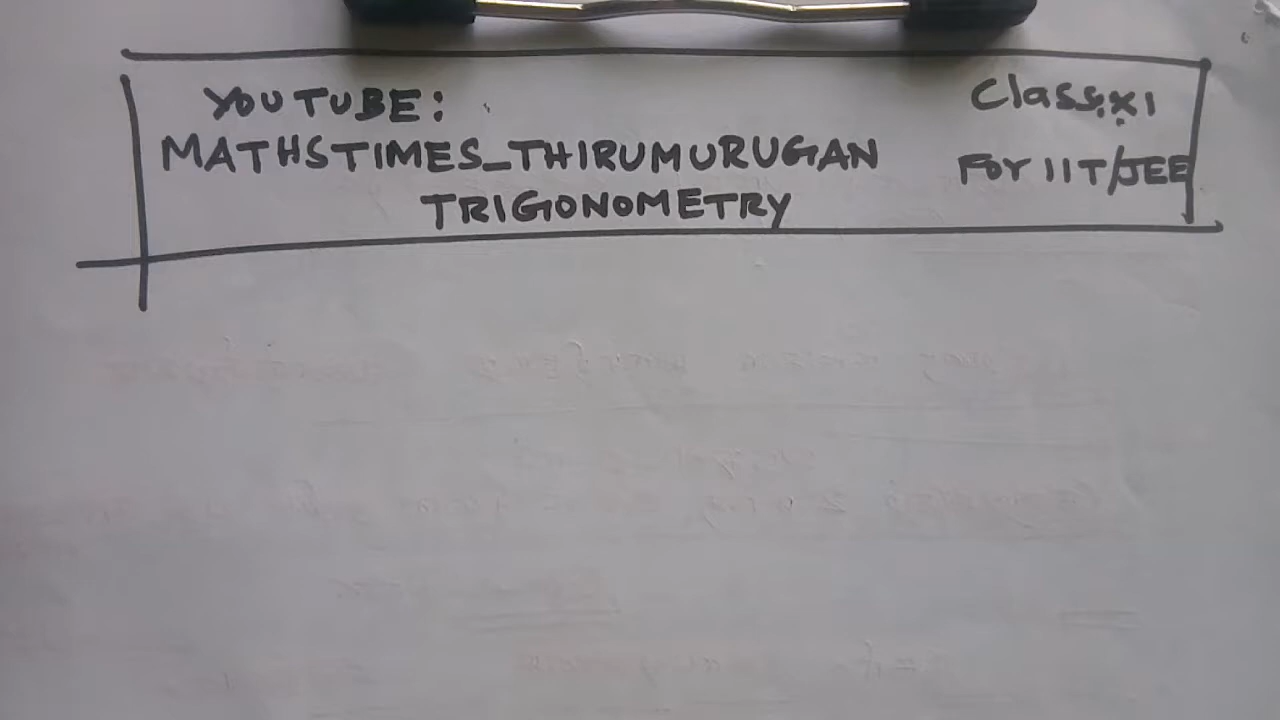 YOUTUBE:
MATHSTIMES_THIRUMURUGAN
TRIGONOMETRY
Class: XI
FOR IIT/JEE